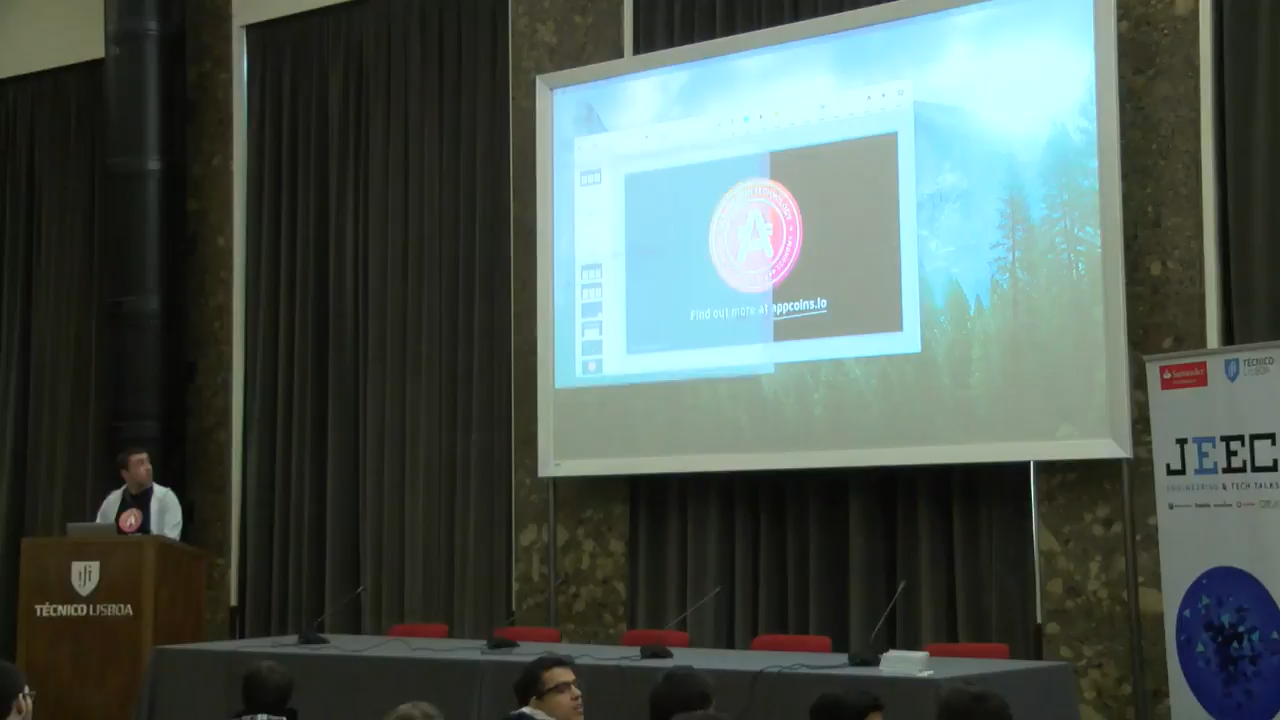 Find out more at appcoins.io
TÉCNICO LISBOA
Santander
TÉCNICO
LISBOA
JEEC
ENGINEERING & TECH TALKS